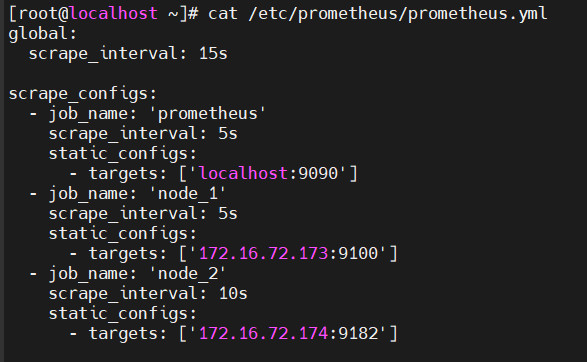 [root@localhost ~]# cat /etc/prometheus/prometheus.yml
global:
  scrape_interval: 15s

scrape_configs:
  - job_name: 'prometheus'
    scrape_interval: 5s
    static_configs:
      - targets: ['localhost:9090']
  - job_name: 'node_1'
    scrape_interval: 5s
    static_configs:
      - targets: ['172.16.72.173:9100']
  - job_name: 'node_2'
    scrape_interval: 10s
    static_configs:
      - targets: ['172.16.72.174:9182']